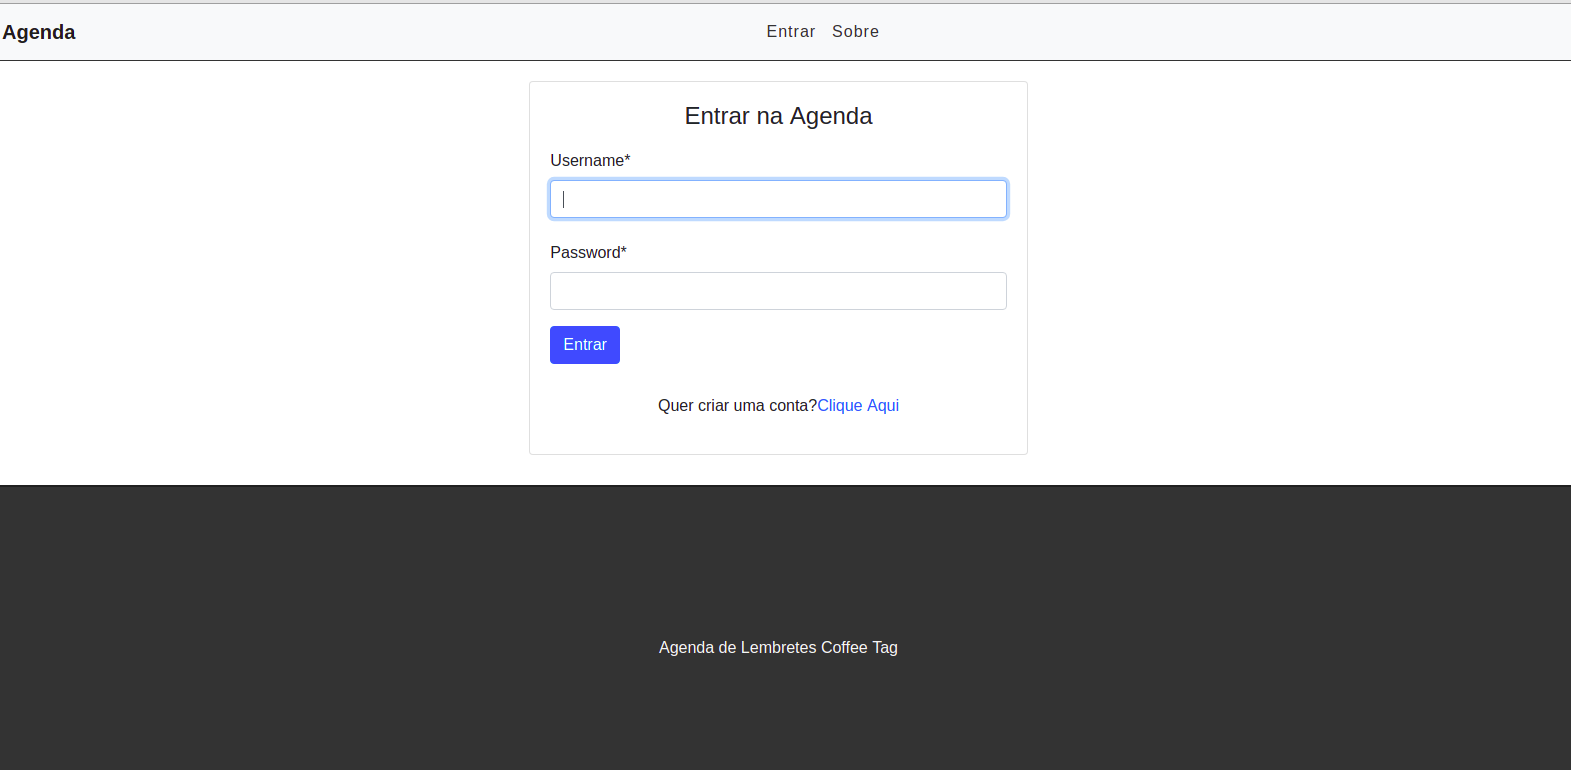 Agenda
Entrar Sobre
Entrar na Agenda
Username*
Password*
Entrar
Quer criar uma conta?Clique Aqui
Agenda de Lembretes Coffee Tag